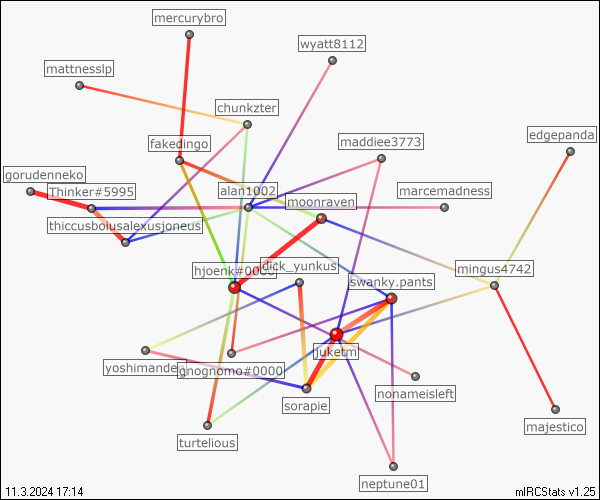 mercurybro
wyatt8112
mattnesslp
chunkzter
edgepanda
fakedingo
maddiee3773
gorudenneko
Thinker#5995
alan1002
marcemadness
moonraven
thiccusboiusalexusjoneus
hjoenk#0000
dick_yunkus
mingus4742
swanky.pants
juketm
yoshimanden
gnognomo#0000
nonameisleft
sorapie
majestico
turtelious
neptune01
11.3.2024 17:14
mIRCStats v1.25